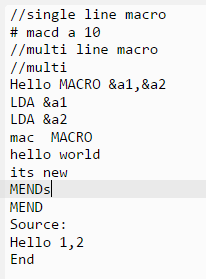 //single line macro
# macd a 10
//multi line macro
//multi
Hello MACRO &a1,&a2
LDA &a1
LDA &a2
mac  MACRO
hello world
its new
MENDs
MEND
Source:
Hello 1,2
End